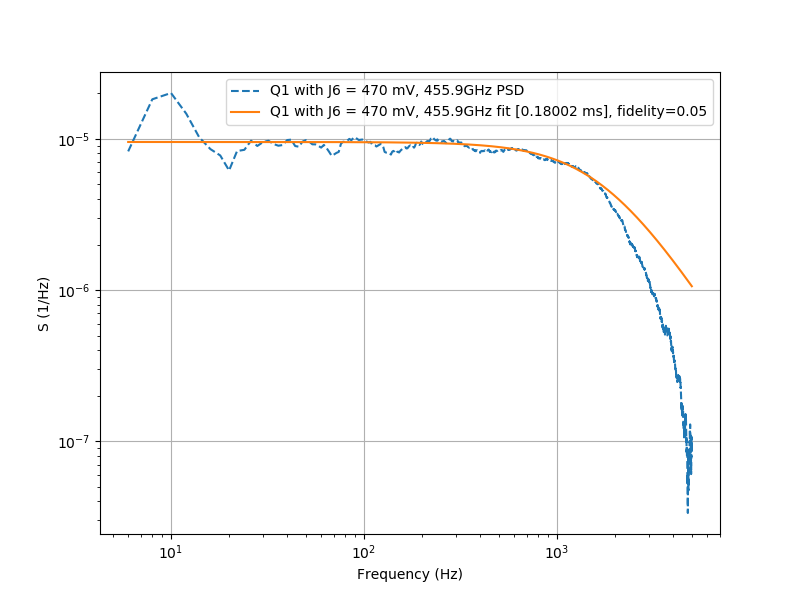 Q1 with J6 = 470 mV, 455.9GHz PSD
Q1 with J6 = 470 mV, 455.9GHz fit [0.18002 ms], fidelity=0.05
10⁻⁵
10⁻⁶
10⁻⁷
S (1/Hz)
10¹ 10² 10³
Frequency (Hz)